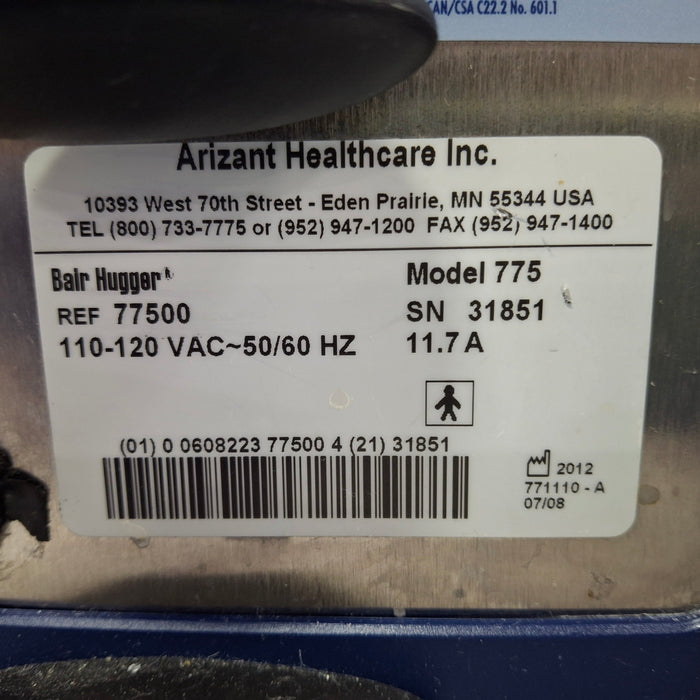 CAN/CSA C22.2 No. 601.1
Arizant Healthcare Inc.
10393 West 70th Street - Eden Prairie, MN 55344 USA
TEL (800) 733-7775 or (952) 947-1200 FAX (952) 947-1400
Bair Hugger
Model 775
REF 77500
SN 31851
110-120 VAC~50/60 HZ
11.7 A
(01) 0 0608223 77500 4 (21) 31851
2012
771110 - A
07/08